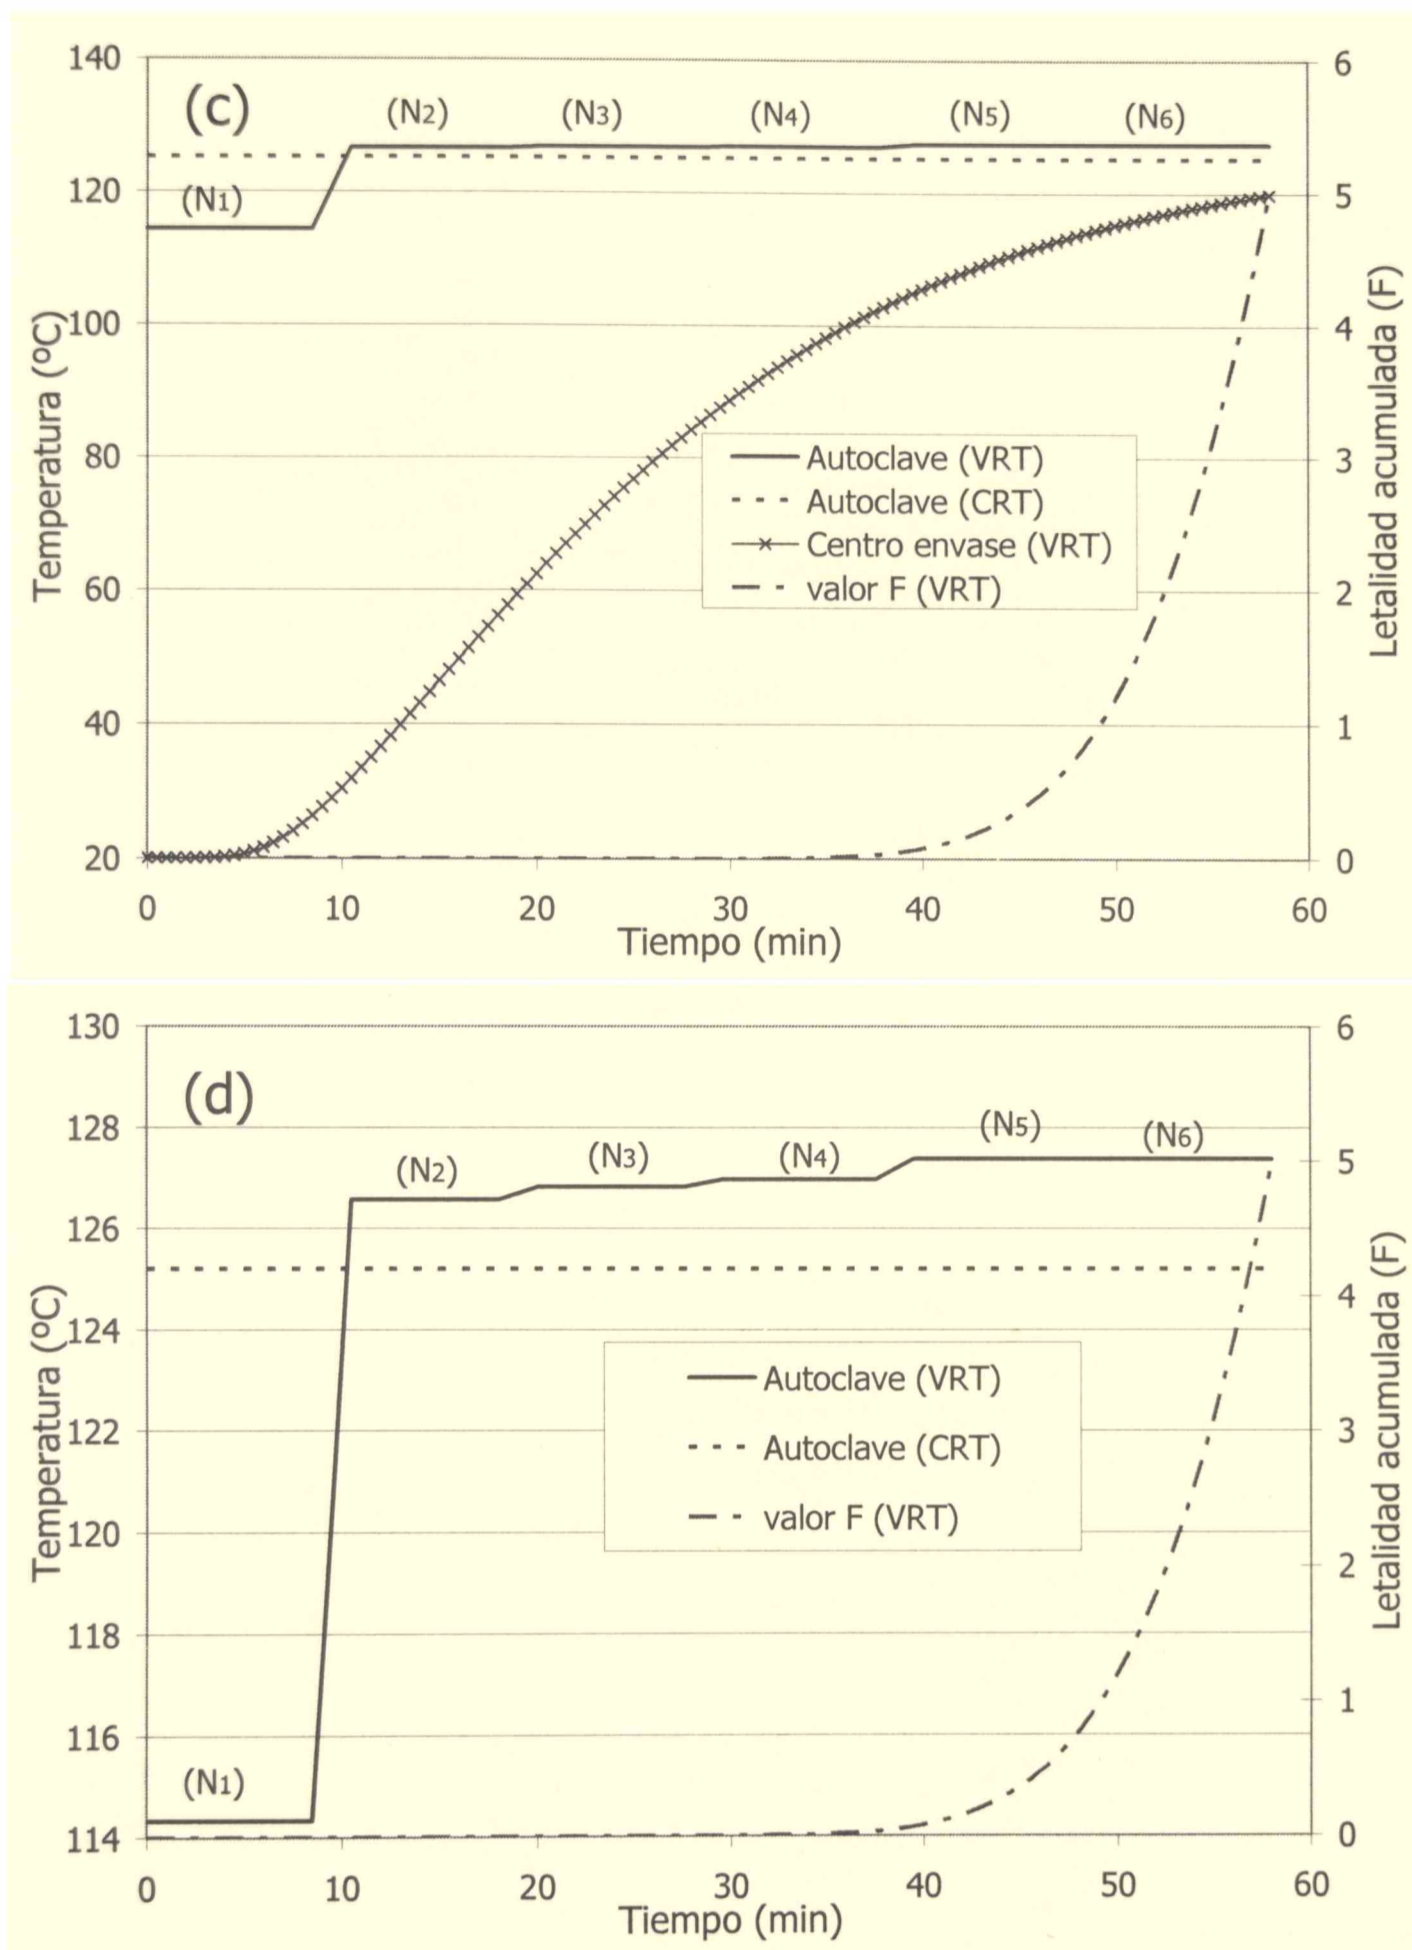 140
6
(c)
(N2)
(N3)
(N4)
(N5)
(N6)
120
(N1)
5
100
4
80
3
60
2
40
1
20
0
Temperatura (ºC)
Letalidad acumulada (F)
Autoclave (VRT)
Autoclave (CRT)
Centro envase (VRT)
valor F (VRT)
0
10
20
30
40
50
60
Tiempo (min)
130
6
(d)
128
(N5)
(N6)
(N2)
(N3)
(N4)
5
126
124
4
122
3
120
2
118
116
1
(N1)
114
0
Temperatura (ºC)
Letalidad acumulada (F)
Autoclave (VRT)
Autoclave (CRT)
valor F (VRT)
0
10
20
30
40
50
60
Tiempo (min)